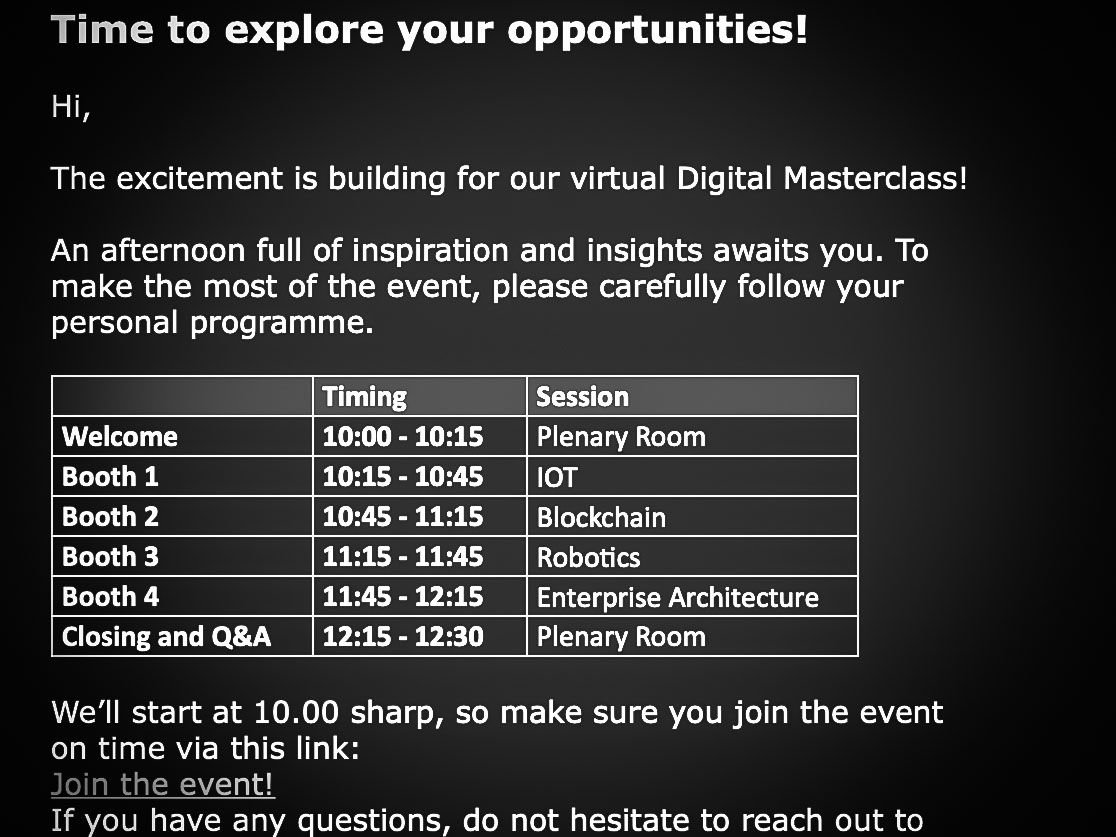 Time to explore your opportunities!
Hi,
The excitement is building for our virtual Digital Masterclass!
An afternoon full of inspiration and insights awaits you. To
make the most of the event, please carefully follow your
personal programme.
Timing Session
Welcome 10:00 - 10:15 Plenary Room
Booth 1 10:15 - 10:45 IOT
Booth 2 10:45 - 11:15 Blockchain
Booth 3 11:15 - 11:45 Robotics
Booth 4 11:45 - 12:15 Enterprise Architecture
Closing and Q&A 12:15 - 12:30 Plenary Room
We’ll start at 10.00 sharp, so make sure you join the event
on time via this link:
Join the event!
If you have any questions, do not hesitate to reach out to